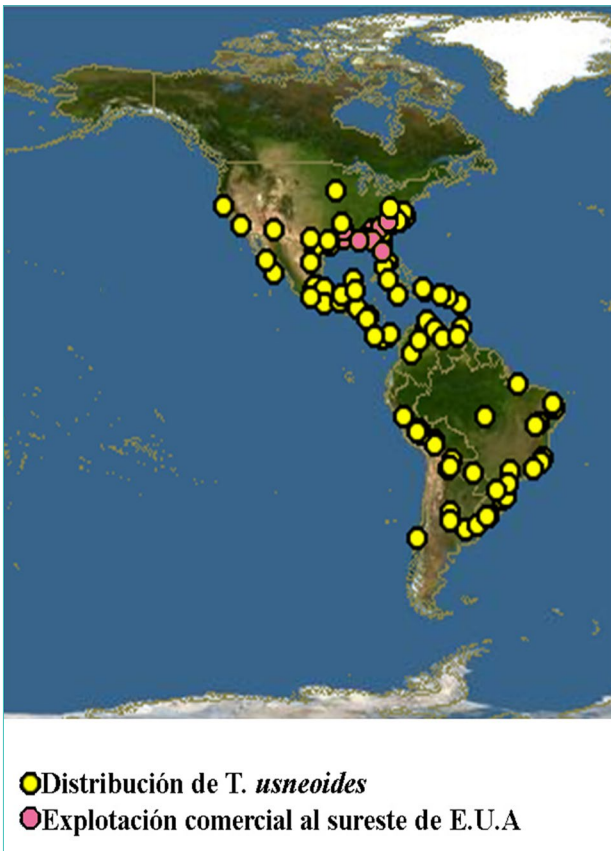 Distribución de T. usneoides
Explotación comercial al sureste de E.U.A